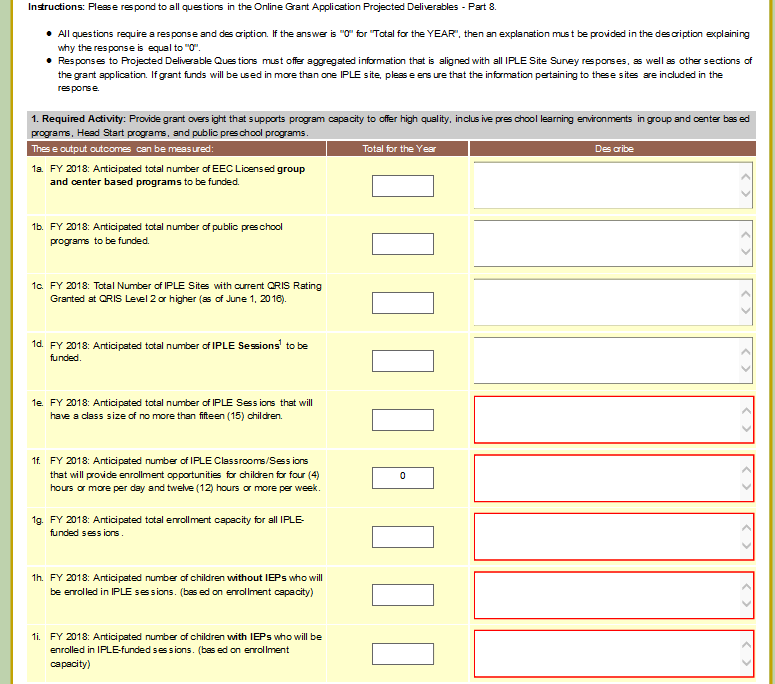 Instructions: Please respond to all questions in the Online Grant Application Projected Deliverables - Part 8.
● All questions require a response and description. If the answer is "0" for "Total for the YEAR", then an explanation must be provided in the description explaining
why the response is equal to "0".
● Responses to Projected Deliverable Questions must offer aggregated information that is aligned with all IPLE Site Survey responses, as well as other sections of
the grant application. If grant funds will be used in more than one IPLE site, please ensure that the information pertaining to these sites are included in the
response.
1. Required Activity: Provide grant oversight that supports program capacity to offer high quality, inclusive preschool learning environments in group and center based
programs, Head Start programs, and public preschool programs.
These output outcomes can be measured: Total for the Year Describe
1a. FY 2018: Anticipated total number of EEC Licensed group
and center based programs to be funded.
1b. FY 2018: Anticipated total number of public preschool
programs to be funded.
1c. FY 2018: Total Number of IPLE Sites with current QRIS Rating
Granted at QRIS Level 2 or higher (as of June 1, 2016).
1d. FY 2018: Anticipated total number of IPLE Sessions¹ to be
funded.
1e. FY 2018: Anticipated total number of IPLE Sessions that will
have a class size of no more than fifteen (15) children.
1f. FY 2018: Anticipated number of IPLE Classrooms/Sessions
that will provide enrollment opportunities for children for four (4)
hours or more per day and twelve (12) hours or more per week.
0
1g. FY 2018: Anticipated total enrollment capacity for all IPLE-
funded sessions.
1h. FY 2018: Anticipated number of children without IEPs who will
be enrolled in IPLE sessions. (based on enrollment capacity)
1i. FY 2018: Anticipated number of children with IEPs who will be
enrolled in IPLE-funded sessions. (based on enrollment
capacity)